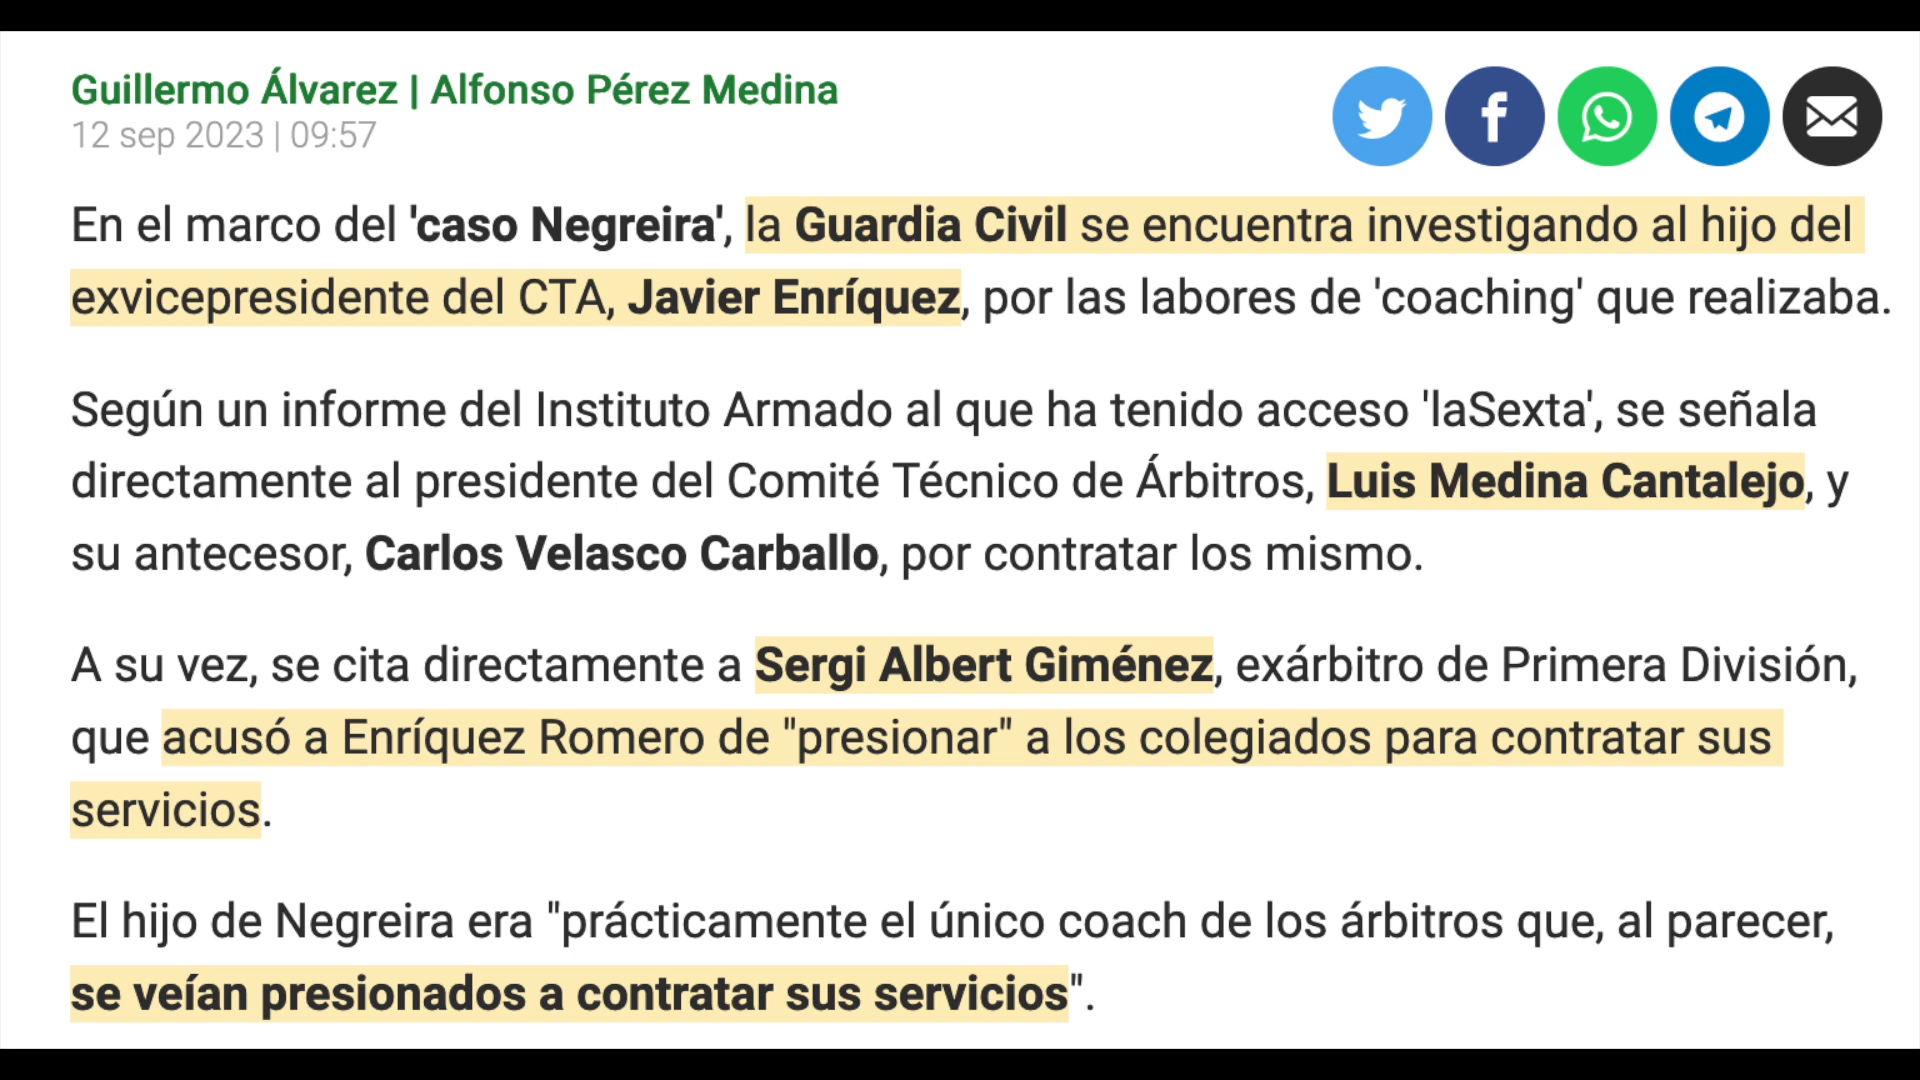 Guillermo Álvarez | Alfonso Pérez Medina
12 sep 2023 | 09:57
En el marco del 'caso Negreira', la Guardia Civil se encuentra investigando al hijo del
exvicepresidente del CTA, Javier Enríquez, por las labores de 'coaching' que realizaba.
Según un informe del Instituto Armado al que ha tenido acceso 'laSexta', se señala
directamente al presidente del Comité Técnico de Árbitros, Luis Medina Cantalejo, y
su antecesor, Carlos Velasco Carballo, por contratar los mismo.
A su vez, se cita directamente a Sergi Albert Giménez, exárbitro de Primera División,
que acusó a Enríquez Romero de "presionar" a los colegiados para contratar sus
servicios.
El hijo de Negreira era "prácticamente el único coach de los árbitros que, al parecer,
se veían presionados a contratar sus servicios".